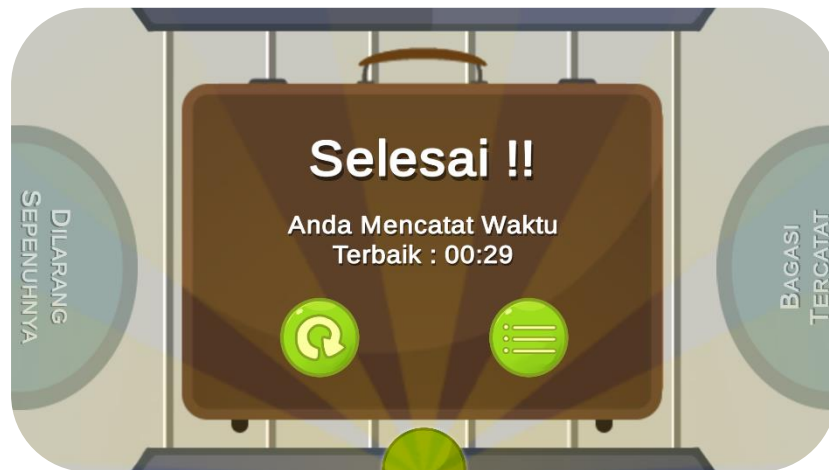 Selesai !!
Anda Mencatat Waktu
Terbaik : 00:29
DILARANG
SEPENUHNYA
BAGASI
TERCATAT